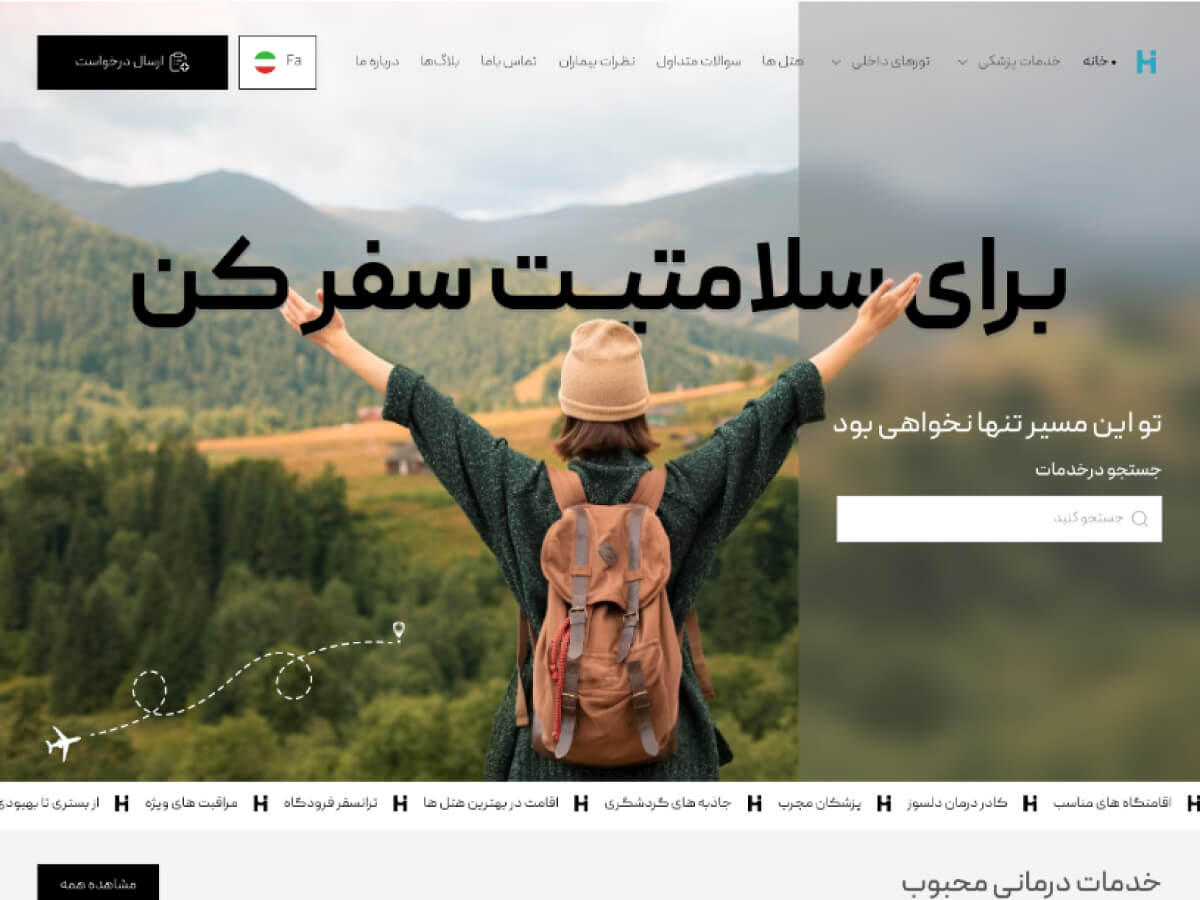 خانه
خدمات پزشکی
تورهای داخلی
هتل ها
سوالات متداول
نظرات بیماران
تماس باما
بلاگ‌ها
درباره ما
Fa
ارسال درخواست
برای سلامتیت سفر کن
تو این مسیر تنها نخواهی بود
جستجو درخدمات
جستجو کنید
اقامتگاه های مناسب
کادر درمان دلسوز
پزشکان مجرب
جاذبه های گردشگری
اقامت در بهترین هتل ها
ترانسفر فرودگاه
مراقبت های ویژه
از بستری تا بهبودی
خدمات درمانی محبوب
مشاهده همه